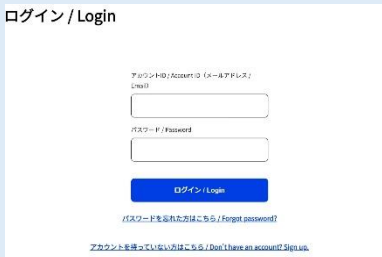 ログイン / Login
アカウントID / Account ID（メールアドレス /
Email）
パスワード / Password
ログイン / Login
パスワードを忘れた方はこちら / Forgot password?
アカウントを持っていない方はこちら / Don't have an account? Sign up.